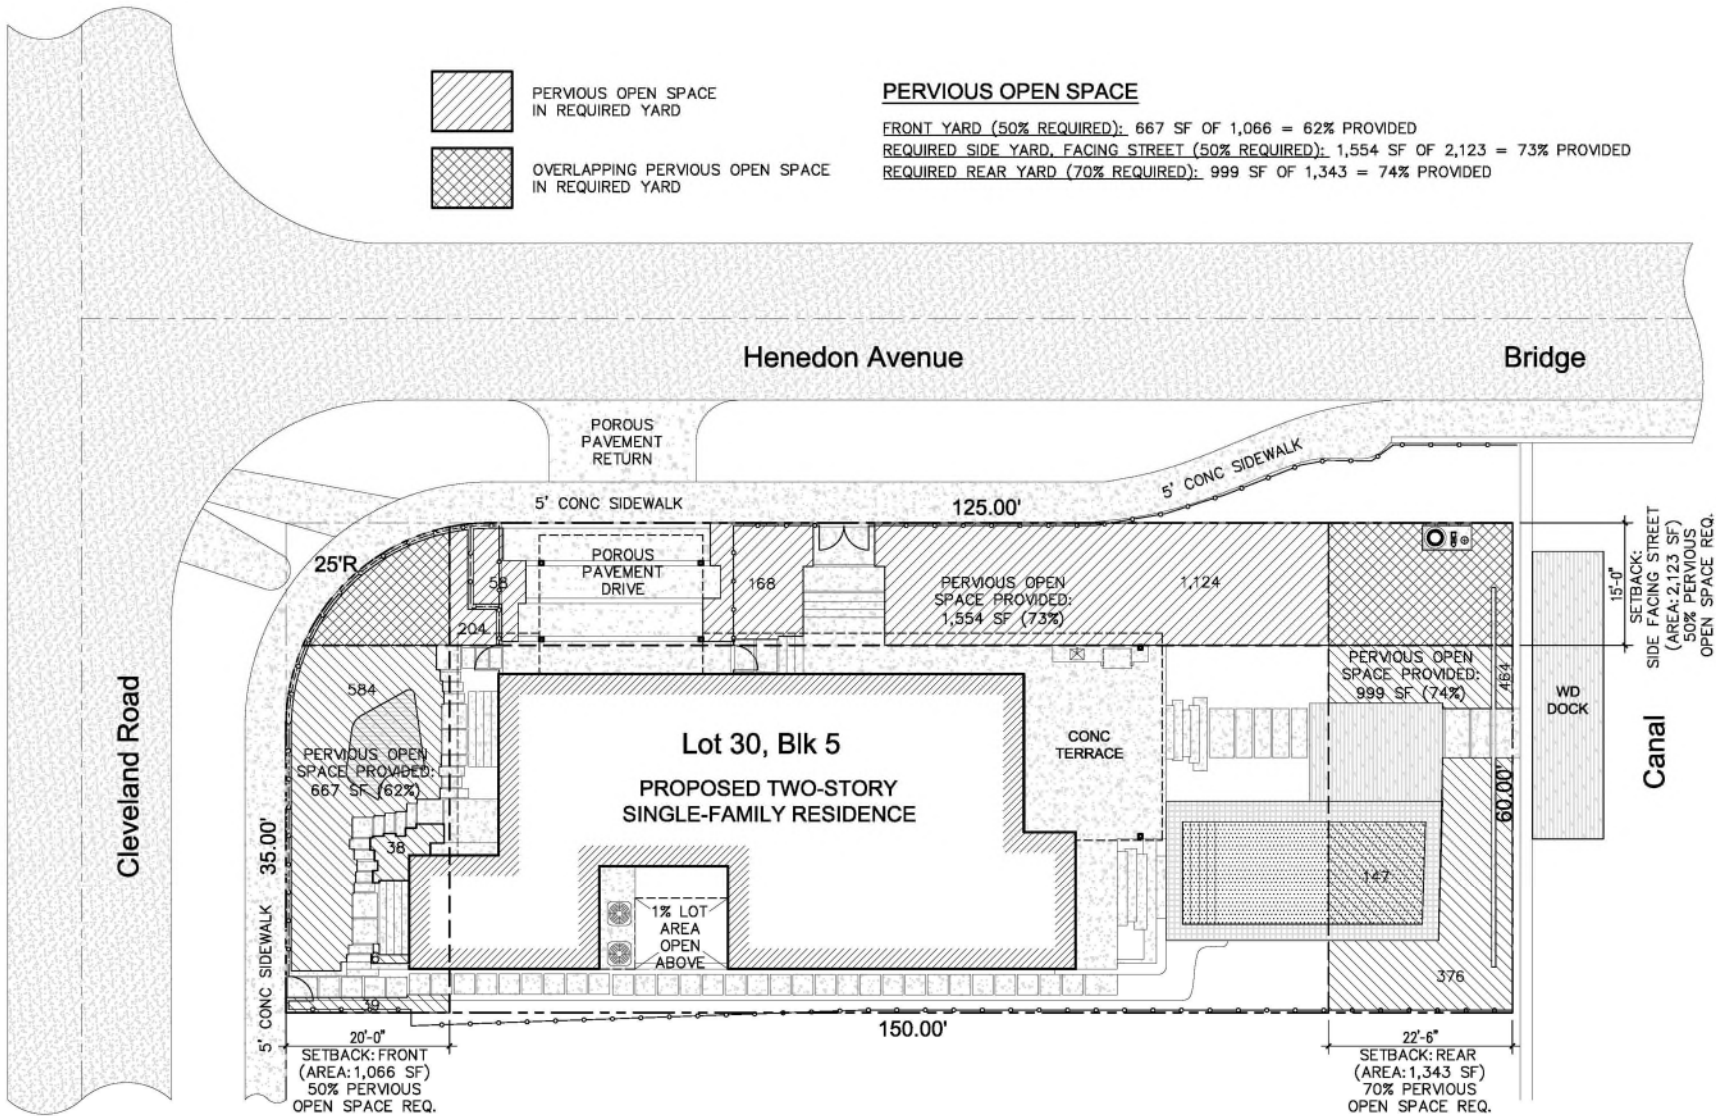 PERVIOUS OPEN SPACE
IN REQUIRED YARD
OVERLAPPING PERVIOUS OPEN SPACE
IN REQUIRED YARD
PERVIOUS OPEN SPACE
FRONT YARD (50% REQUIRED): 667 SF OF 1,066 = 62% PROVIDED
REQUIRED SIDE YARD, FACING STREET (50% REQUIRED): 1,554 SF OF 2,123 = 73% PROVIDED
REQUIRED REAR YARD (70% REQUIRED): 999 SF OF 1,343 = 74% PROVIDED
Henedon Avenue
Bridge
POROUS
PAVEMENT
RETURN
5' CONC SIDEWALK
125.00'
5' CONC SIDEWALK
25'R
POROUS
PAVEMENT
DRIVE
58
168
204
PERVIOUS OPEN
SPACE PROVIDED:
1,554 SF (73%)
1,124
15'-0"
SETBACK:
SIDE FACING STREET
(AREA: 2,123 SF)
50% PERVIOUS
OPEN SPACE REQ.
PERVIOUS OPEN
SPACE PROVIDED:
999 SF (74%)
464
WD
DOCK
Canal
60.00'
584
PERVIOUS OPEN
SPACE PROVIDED:
667 SF (62%)
38
Cleveland Road
35.00'
5' CONC SIDEWALK
Lot 30, Blk 5
PROPOSED TWO-STORY
SINGLE-FAMILY RESIDENCE
CONC
TERRACE
1% LOT
AREA
OPEN
ABOVE
147
376
39
150.00'
20'-0"
SETBACK: FRONT
(AREA: 1,066 SF)
50% PERVIOUS
OPEN SPACE REQ.
22'-6"
SETBACK: REAR
(AREA: 1,343 SF)
70% PERVIOUS
OPEN SPACE REQ.